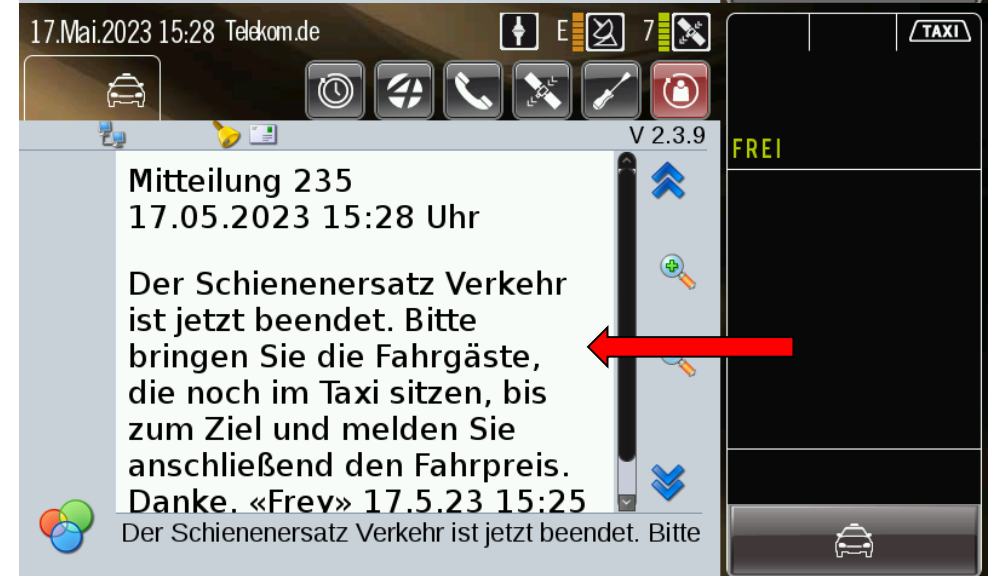 17.Mai.2023 15:28 Telekom.de
E
7
TAXI
V 2.3.9
FREI
Mitteilung 235
17.05.2023 15:28 Uhr
Der Schienenersatz Verkehr
ist jetzt beendet. Bitte
bringen Sie die Fahrgäste,
die noch im Taxi sitzen, bis
zum Ziel und melden Sie
anschließend den Fahrpreis.
Danke. «Frey» 17.5.23 15:25
Der Schienenersatz Verkehr ist jetzt beendet. Bitte